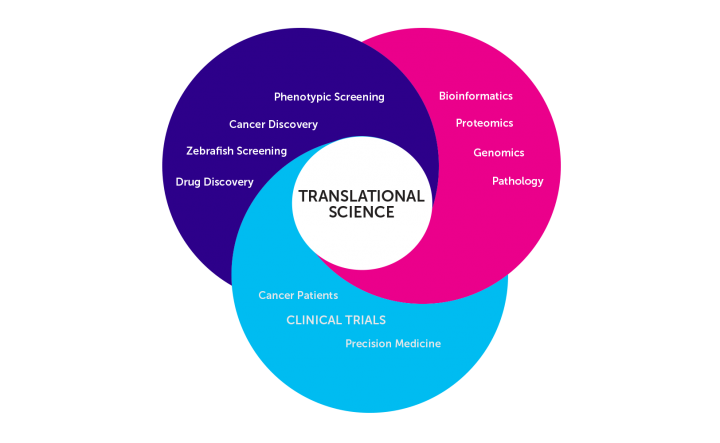 Phenotypic Screening
Cancer Discovery
Zebrafish Screening
Drug Discovery
Bioinformatics
Proteomics
Genomics
Pathology
TRANSLATIONAL
SCIENCE
Cancer Patients
CLINICAL TRIALS
Precision Medicine